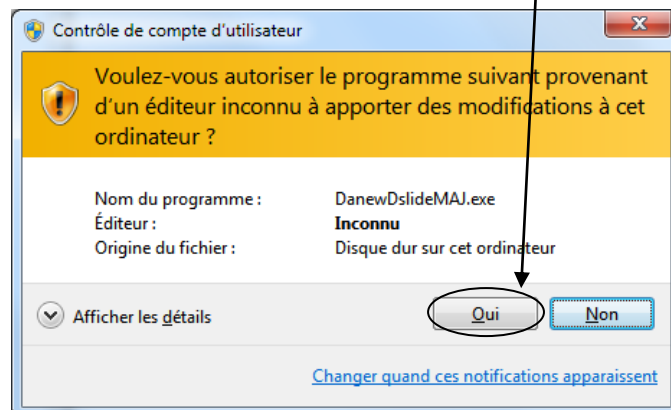 Contrôle de compte d'utilisateur
Voulez-vous autoriser le programme suivant provenant
d'un éditeur inconnu à apporter des modifications à cet
ordinateur ?
Nom du programme : DanewDslideMAJ.exe
Éditeur : Inconnu
Origine du fichier : Disque dur sur cet ordinateur
Afficher les détails Oui Non
Changer quand ces notifications apparaissent